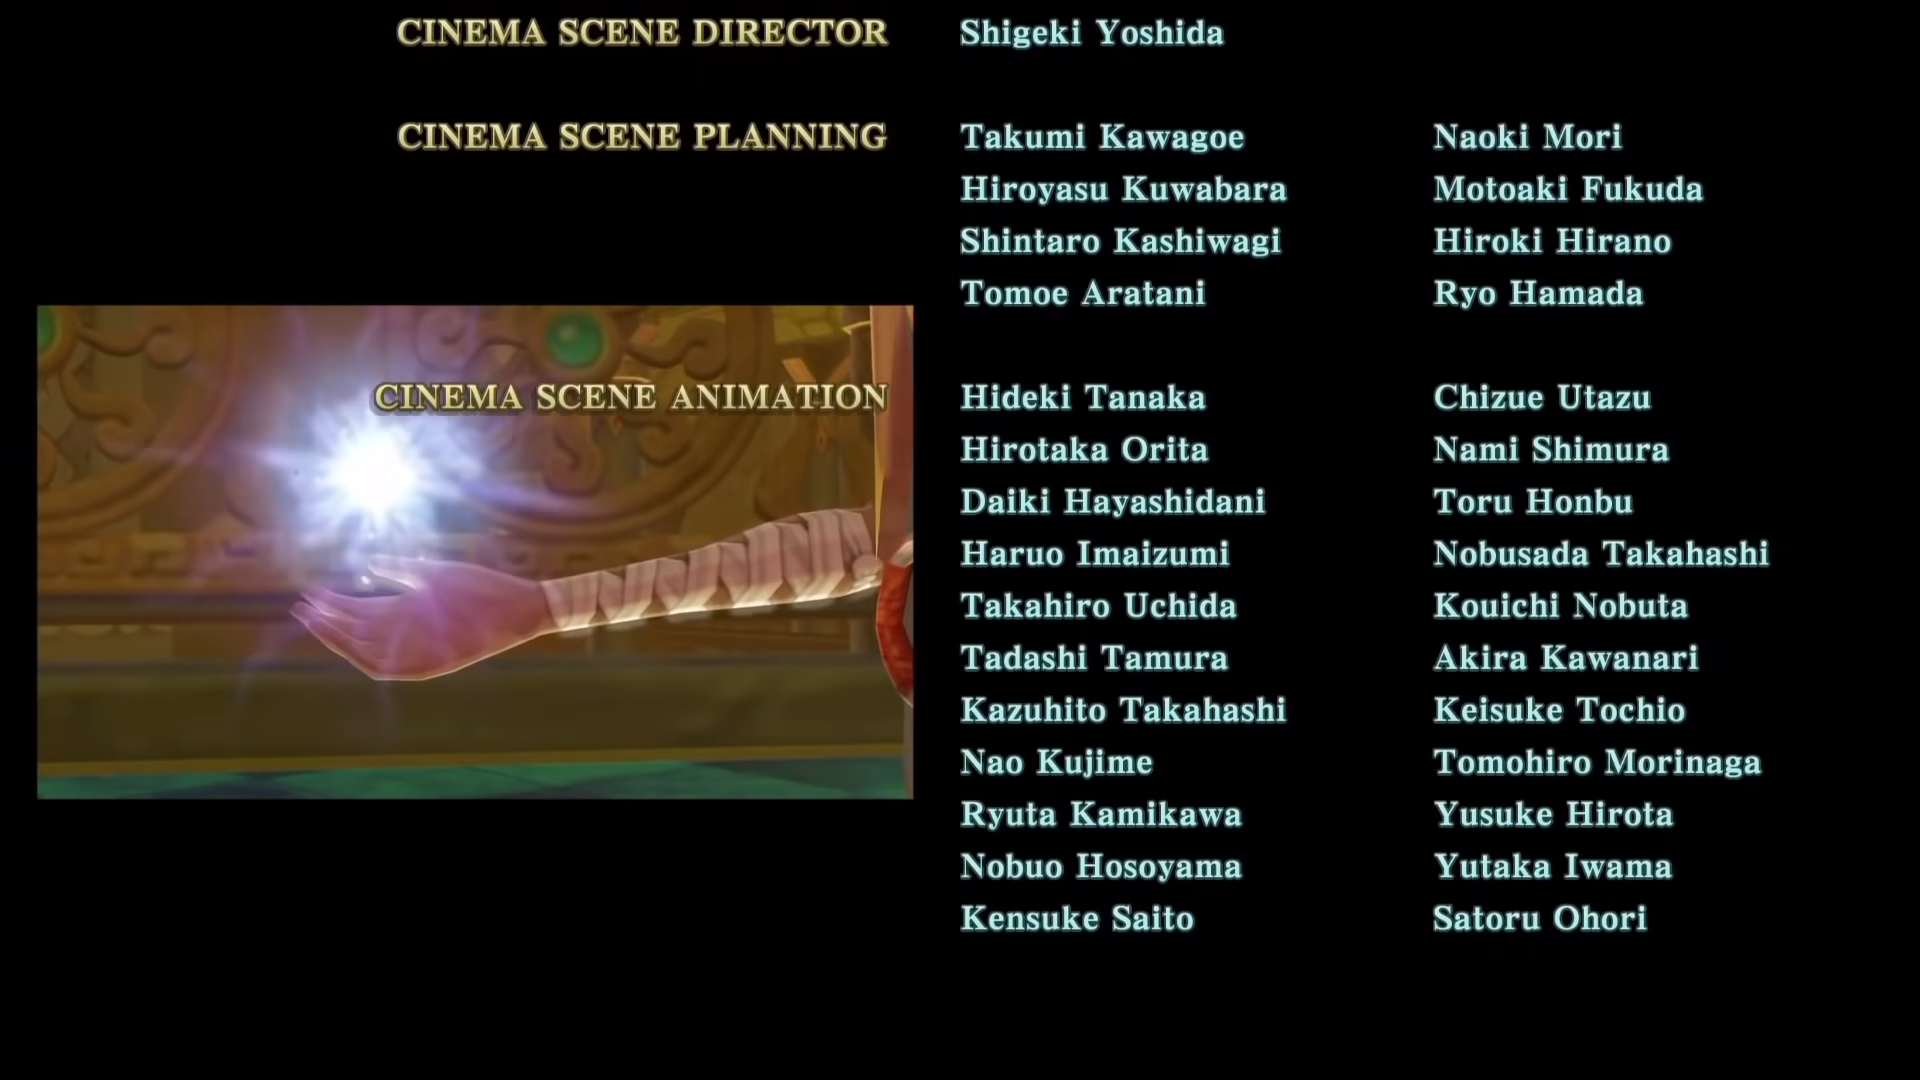 CINEMA SCENE DIRECTOR Shigeki Yoshida
CINEMA SCENE PLANNING Takumi Kawagoe Naoki Mori
Hiroyasu Kuwabara Motoaki Fukuda
Shintaro Kashiwagi Hiroki Hirano
Tomoe Aratani Ryo Hamada
CINEMA SCENE ANIMATION Hideki Tanaka Chizue Utazu
Hirotaka Orita Nami Shimura
Daiki Hayashidani Toru Honbu
Haruo Imaizumi Nobusada Takahashi
Takahiro Uchida Kouichi Nobuta
Tadashi Tamura Akira Kawanari
Kazuhito Takahashi Keisuke Tochio
Nao Kujime Tomohiro Morinaga
Ryuta Kamikawa Yusuke Hirota
Nobuo Hosoyama Yutaka Iwama
Kensuke Saito Satoru Ohori